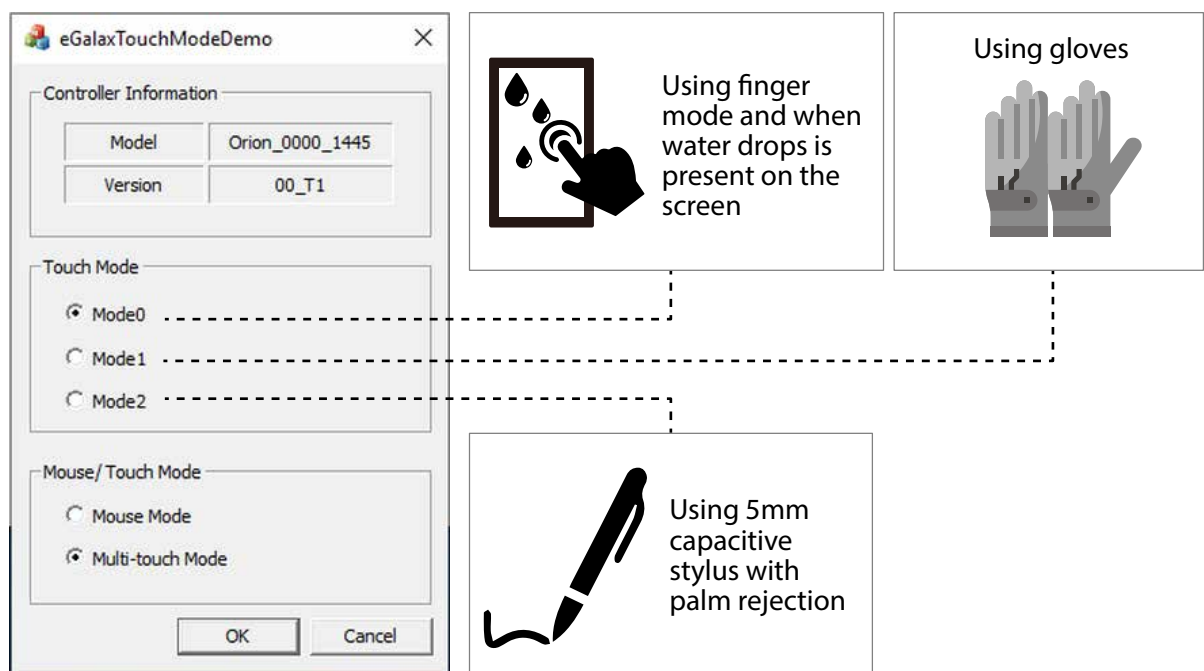 eGalaxTouchModeDemo
Controller Information
Model
Orion_0000_1445
Version
00_T1
Touch Mode
Mode0
Mode1
Mode2
Mouse/ Touch Mode
Mouse Mode
Multi-touch Mode
OK
Cancel
Using finger
mode and when
water drops is
present on the
screen
Using gloves
Using 5mm
capacitive
stylus with
palm rejection